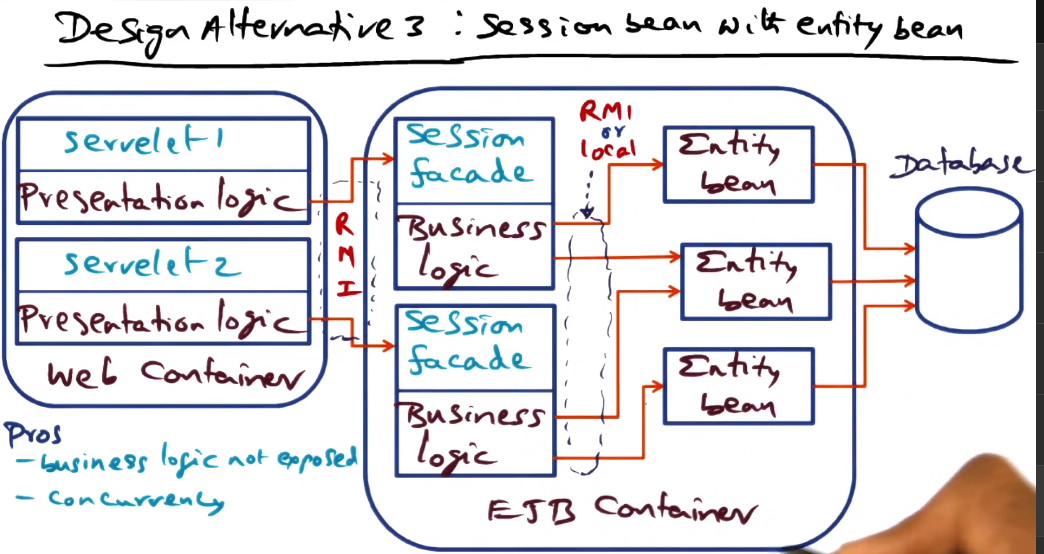 Design Alternative 3 : Session bean with entity bean
servelet 1
Presentation logic
servelet 2
Presentation logic
Web Container
RMI
Session
facade
Business
logic
Session
facade
Business
logic
RMI
or
local
Entity
bean
Entity
bean
Entity
bean
EJB Container
Database
Pros
- business logic not exposed
- Concurrency